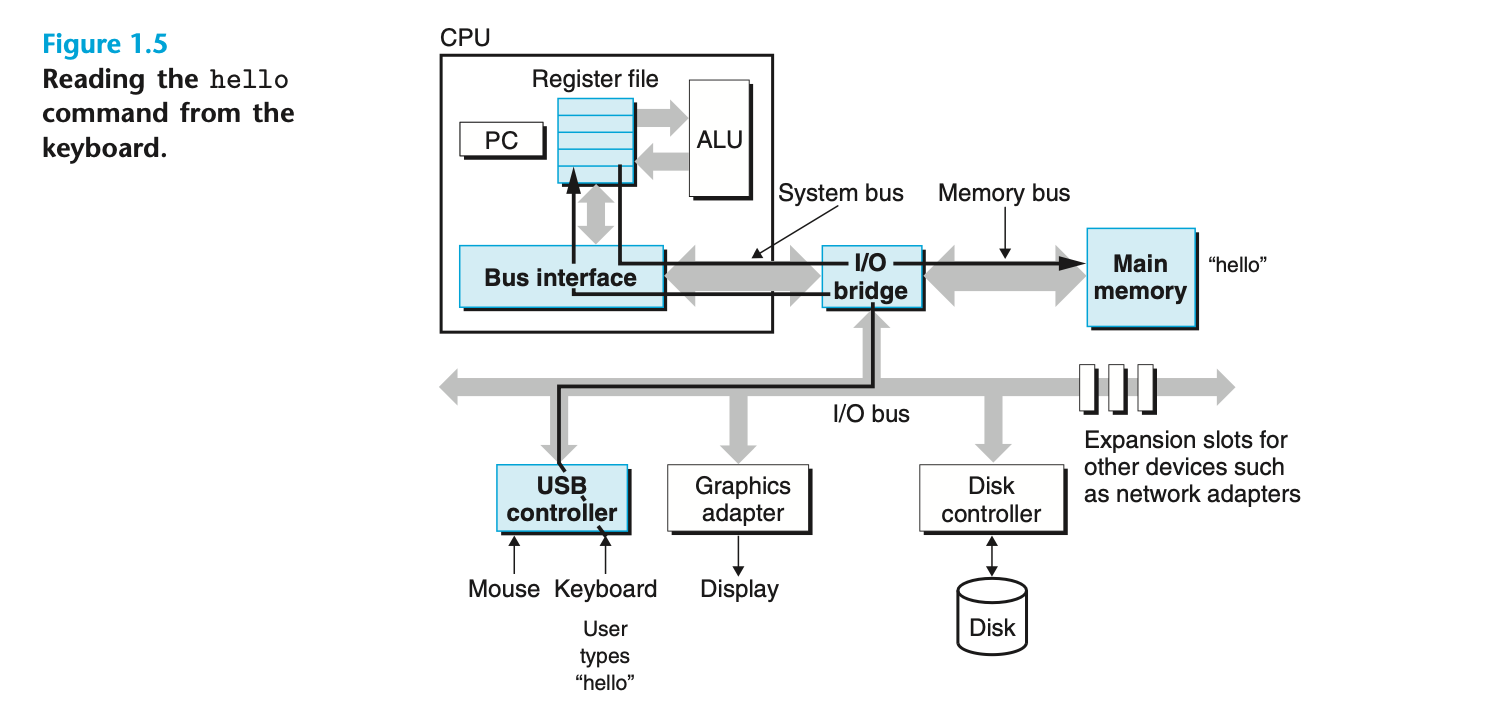 Figure 1.5
Reading the hello
command from the
keyboard.
CPU
Register file
PC
ALU
System bus
Memory bus
Bus interface
I/O
bridge
Main
memory
“hello”
I/O bus
Expansion slots for
other devices such
as network adapters
USB
controller
Graphics
adapter
Disk
controller
Mouse
Keyboard
Display
Disk
User
types
“hello”